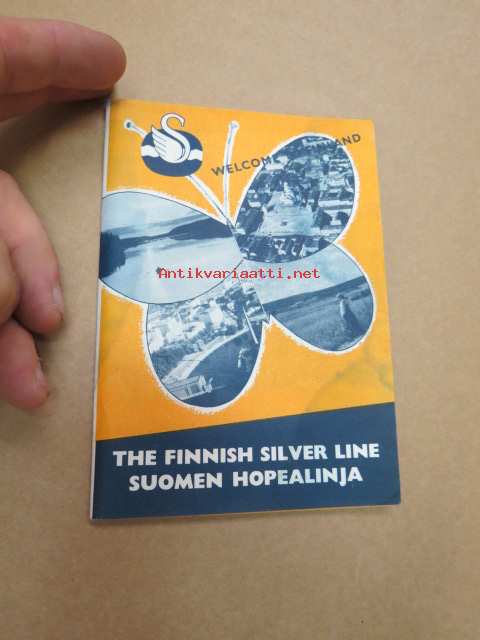 WELCOME
Antikvariaatti.net
THE FINNISH SILVER LINE
SUOMEN HOPEALINJA